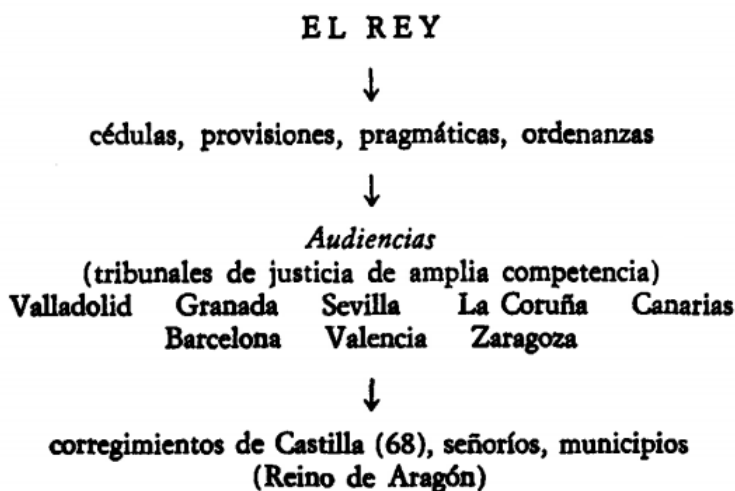 EL REY
↓
cédulas, provisiones, pragmáticas, ordenanzas
↓
Audiencias
(tribunales de justicia de amplia competencia)
Valladolid Granada Sevilla La Coruña Canarias
Barcelona Valencia Zaragoza
↓
corregimientos de Castilla (68), señoríos, municipios
(Reino de Aragón)